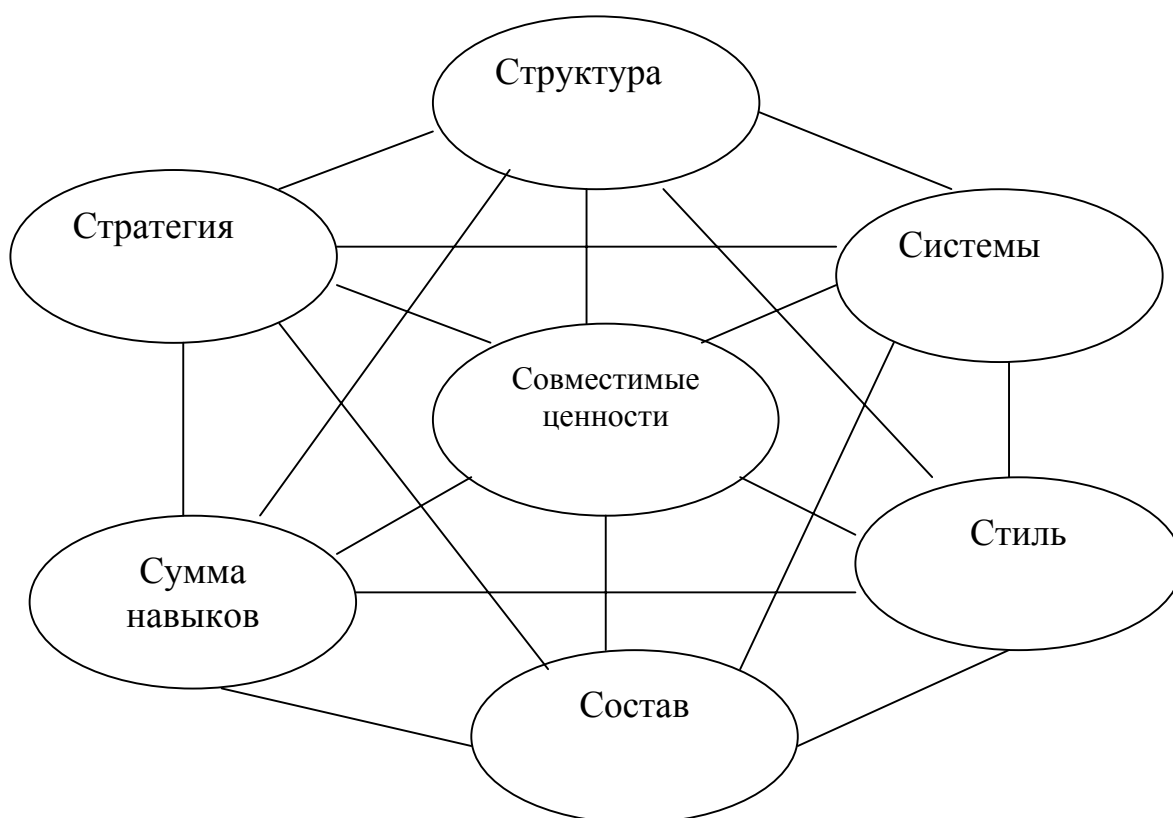 Структура
Стратегия
Системы
Совместимые
ценности
Стиль
Сумма
навыков
Состав